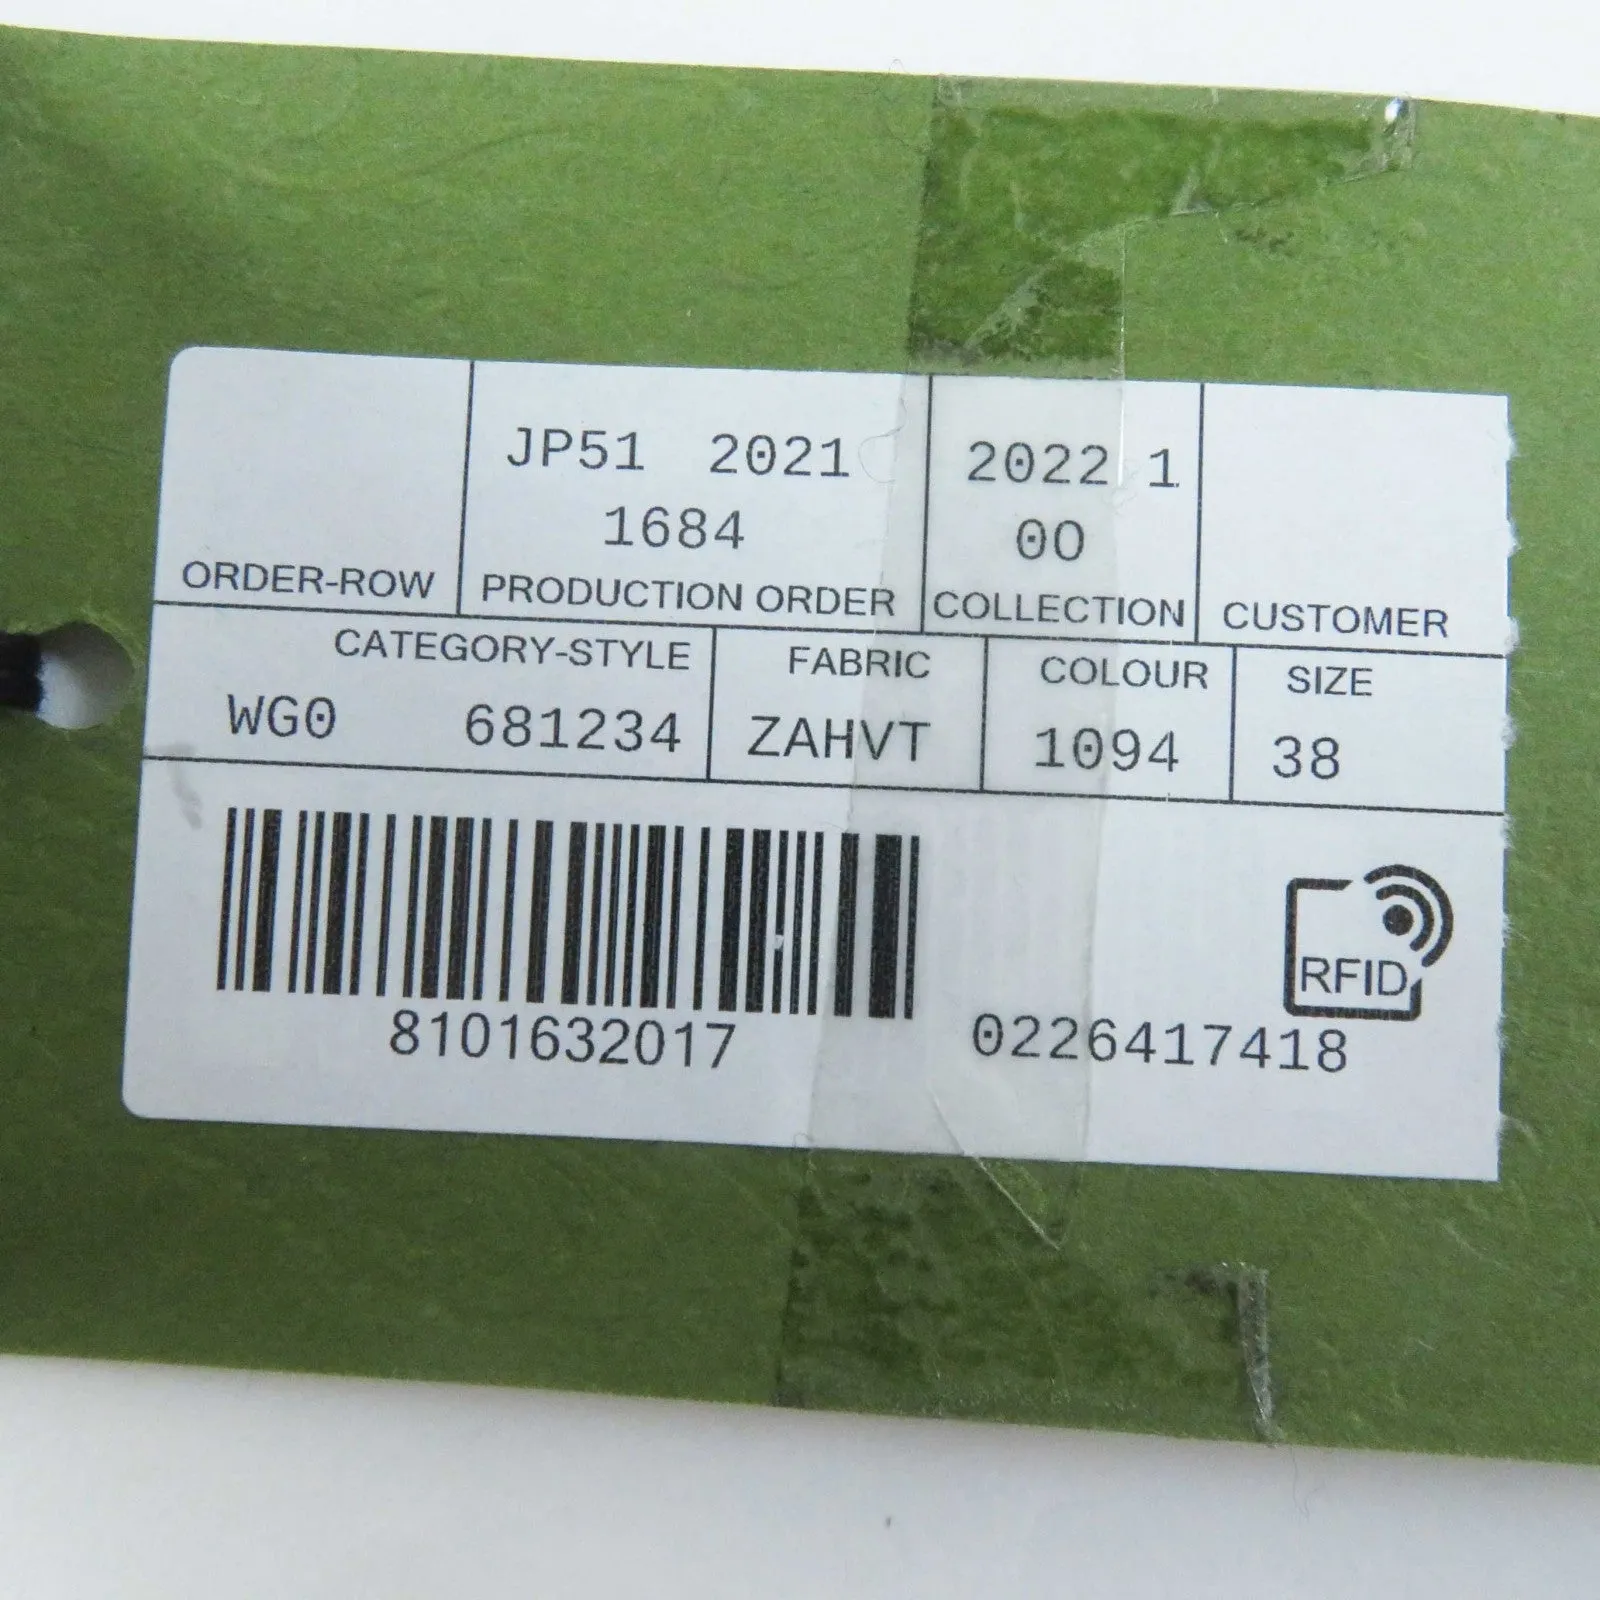 JP51 2021 2022 1
1684 00
ORDER-ROW PRODUCTION ORDER COLLECTION CUSTOMER
CATEGORY-STYLE FABRIC COLOUR SIZE
WG0 681234 ZAHVT 1094 38
RFID
8101632017 0226417418